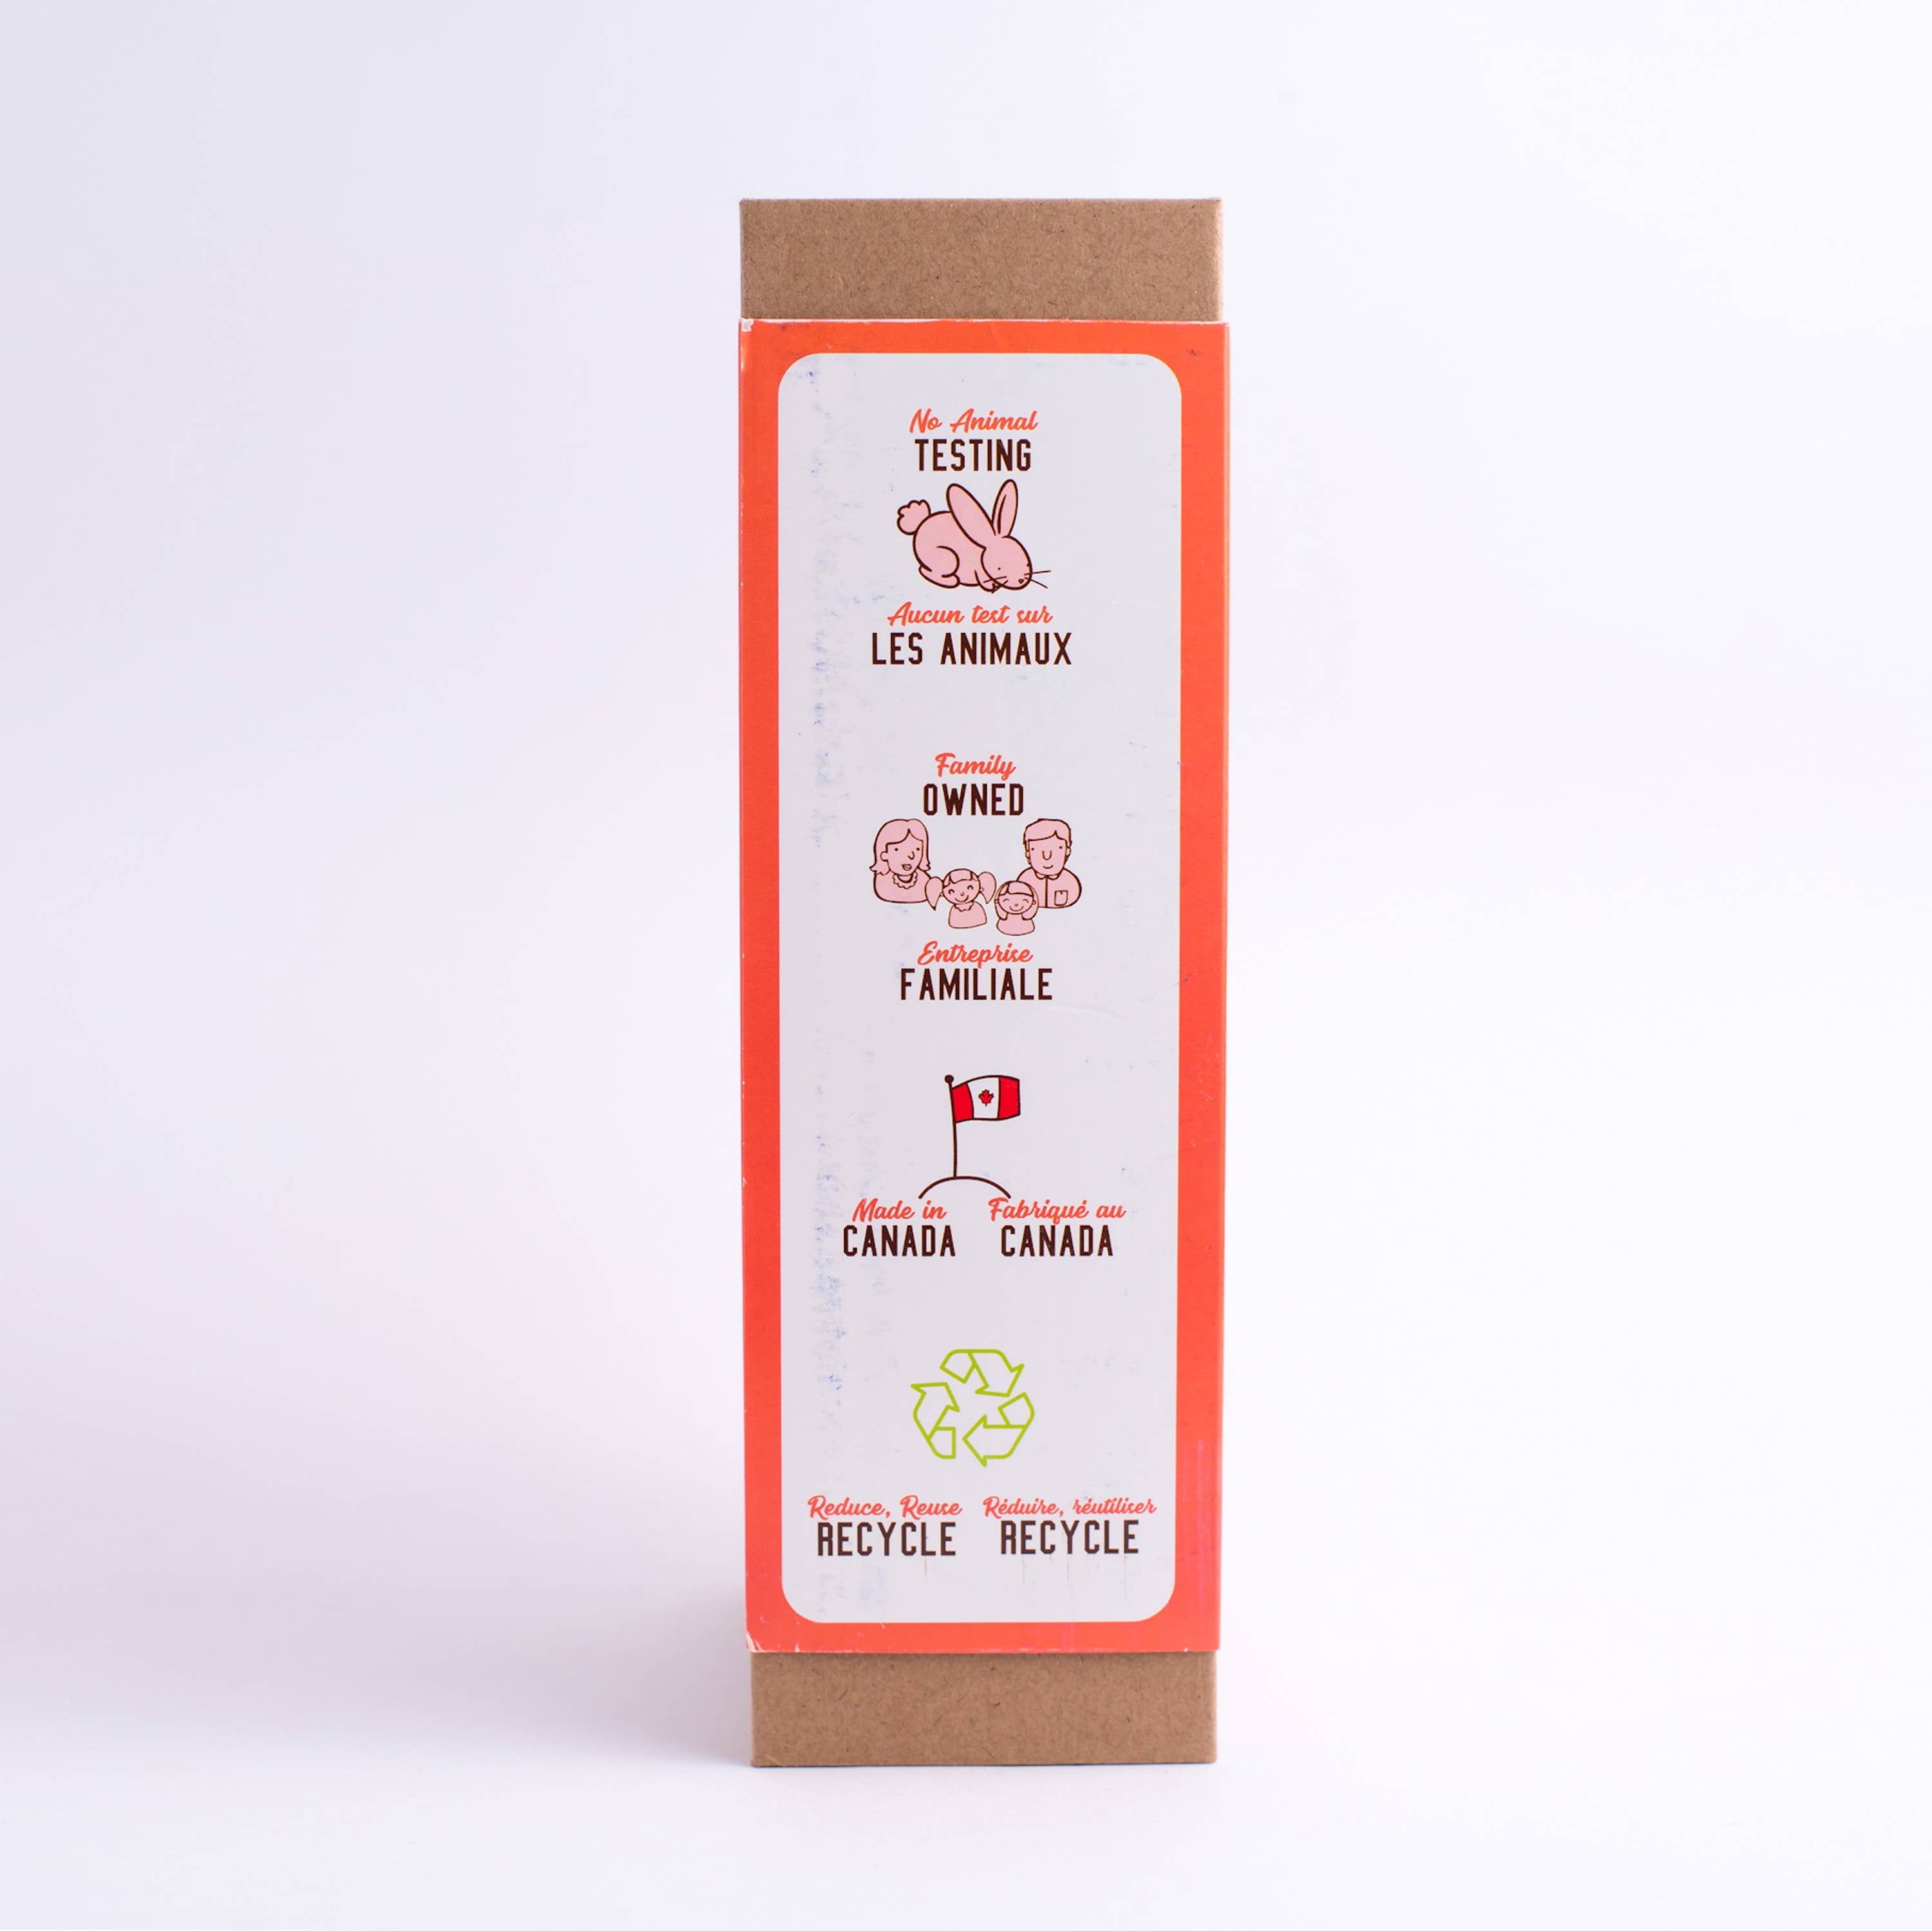 No Animal
TESTING
Aucun test sur
LES ANIMAUX
Family
OWNED
Entreprise
FAMILIALE
Made in
CANADA
Fabriqué au
CANADA
Reduce, Reuse
RECYCLE
Réduire, réutiliser
RECYCLE